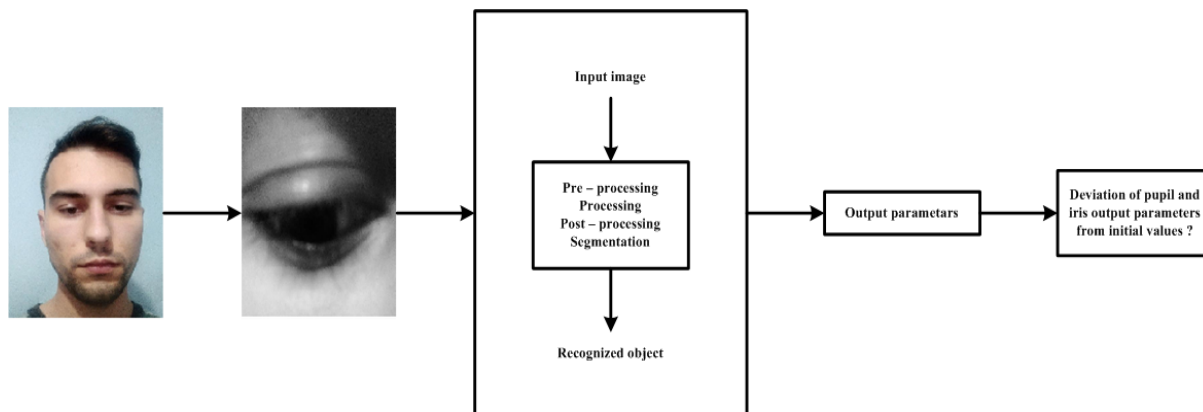 Input image
Pre – processing
Processing
Post – processing
Segmentation
Recognized object
Output parametars
Deviation of pupil and
iris output parameters
from initial values ?